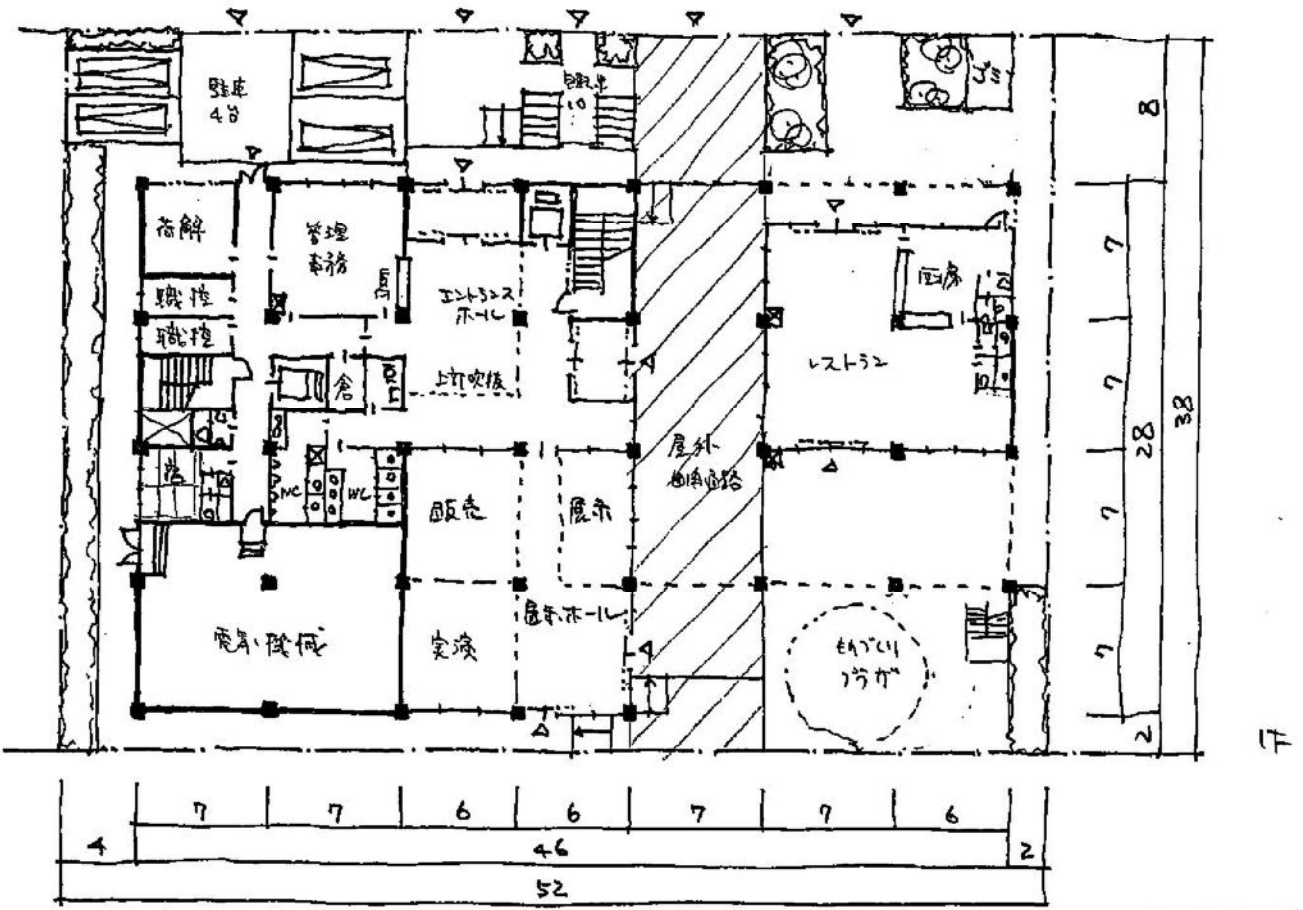 駐車
4台
自転車
10
荷解
管理
事務
職控
職控
エントランス
ホール
厨房
倉
上部吹抜
レストラン
WC
WC
販売
展示
屋外
通路
電気・機械
実演
展示ホール
ものづくり
プラザ
8
7
7
7
7
2
28
38
7
7
6
6
7
7
6
4
46
2
52
1F